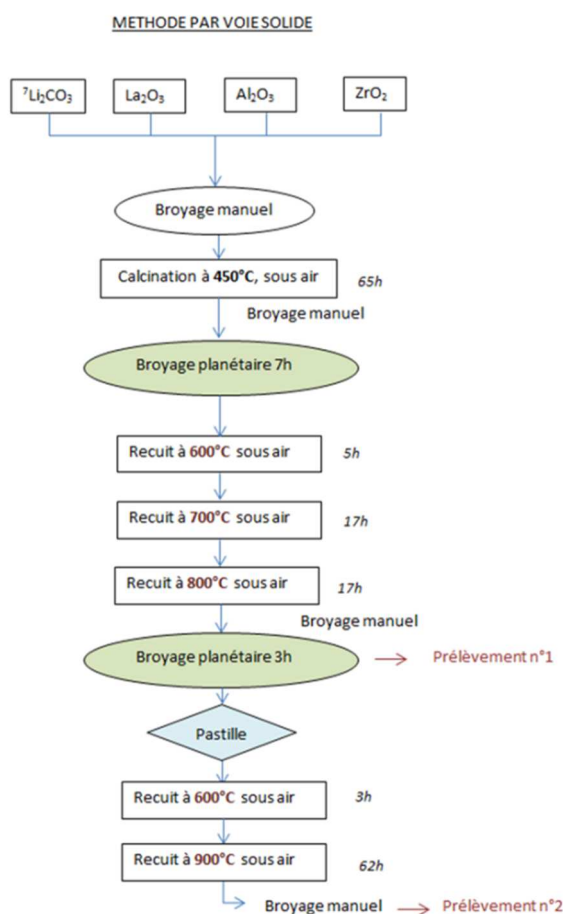 METHODE PAR VOIE SOLIDE
⁷Li₂CO₃ La₂O₃ Al₂O₃ ZrO₂
Broyage manuel
Calcination à 450°C, sous air 65h
Broyage manuel
Broyage planétaire 7h
Recuit à 600°C sous air 5h
Recuit à 700°C sous air 17h
Recuit à 800°C sous air 17h
Broyage manuel
Broyage planétaire 3h Prélèvement n°1
Pastille
Recuit à 600°C sous air 3h
Recuit à 900°C sous air 62h
Broyage manuel Prélèvement n°2